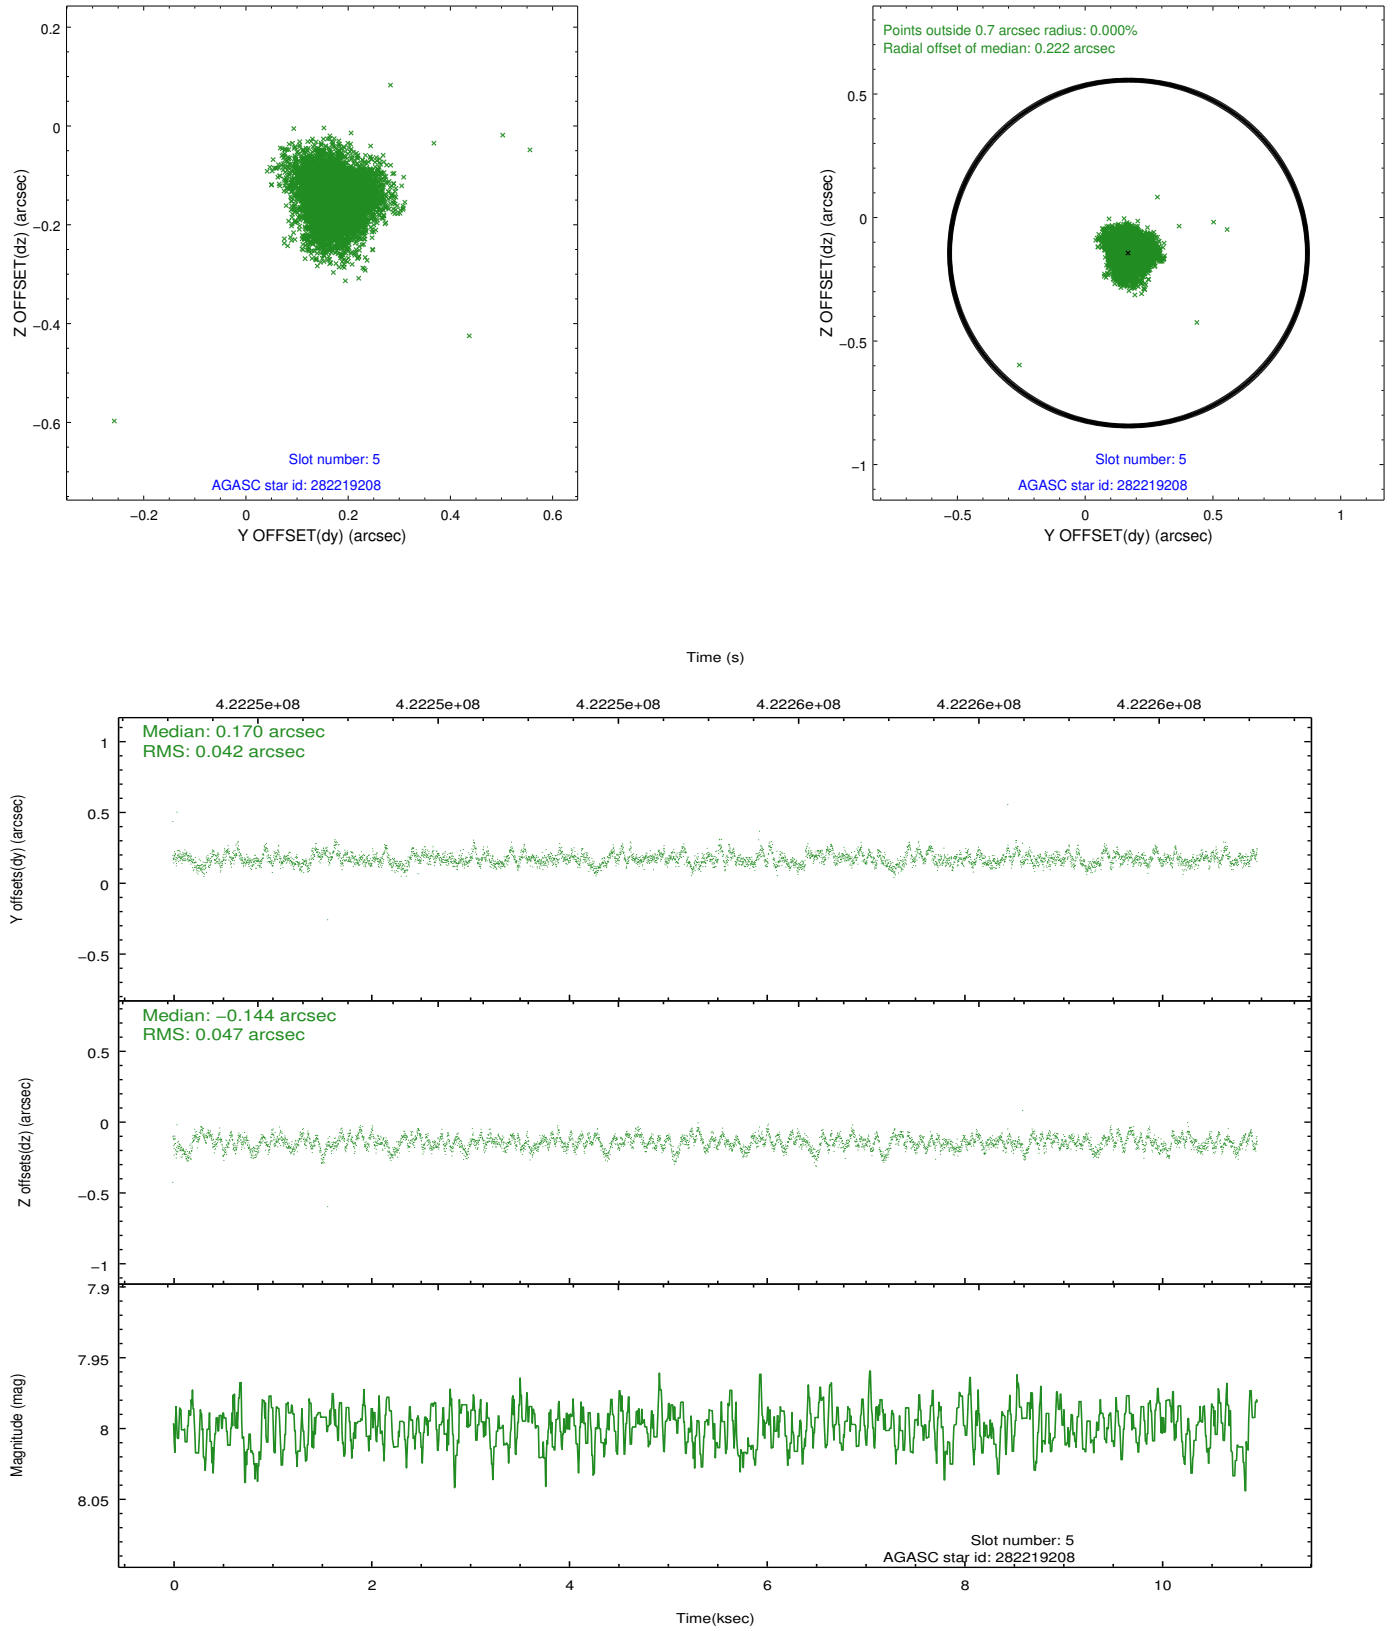 0.2
0
−0.2
−0.4
−0.6
Z OFFSET(dz) (arcsec)
Slot number: 5
AGASC star id: 282219208
−0.2
0
0.2
0.4
0.6
Y OFFSET(dy) (arcsec)
Points outside 0.7 arcsec radius: 0.000%
Radial offset of median: 0.222 arcsec
0.5
0
−0.5
−1
Z OFFSET(dz) (arcsec)
Slot number: 5
AGASC star id: 282219208
−0.5
0
0.5
1
Y OFFSET(dy) (arcsec)
Time (s)
4.2225e+08
4.2225e+08
4.2225e+08
4.2226e+08
4.2226e+08
4.2226e+08
Median: 0.170 arcsec
RMS: 0.042 arcsec
1
0.5
0
−0.5
Y offsets(dy) (arcsec)
Median: −0.144 arcsec
RMS: 0.047 arcsec
0.5
0
−0.5
−1
Z offsets(dz) (arcsec)
7.9
7.95
8
8.05
Magnitude (mag)
Slot number: 5
AGASC star id: 282219208
0
2
4
6
8
10
Time(ksec)